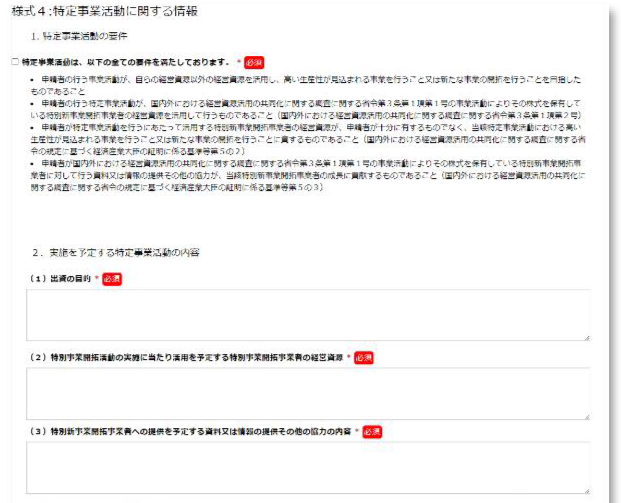 様式4:特定事業活動に関する情報
1. 特定事業活動の要件
特定事業活動は、以下の全ての要件を満たしております。 * 必須
• 申請者の行う事業活動が、自らの経営資源以外の経営資源を活用し、高い生産性が見込まれる事業を行うこと又は新たな事業の開拓を行うことを目指した
ものであること
• 申請者の行う特定事業活動が、国内外における経営資源活用の共同化に関する調査に関する省令第3条第1項第1号の事業活動によりその株式を保有して
いる特別新事業開拓事業者の経営資源を活用して行うものであること（国内外における経営資源活用の共同化に関する調査に関する省令第3条第1項第2号）
• 申請者が特定事業活動を行うにあたって活用する特別新事業開拓事業者の経営資源が、申請者が十分に有するものでなく、当該特定事業活動における高い
生産性が見込まれる事業を行うこと又は新たな事業の開拓を行うことに資するものであること（国内外における経営資源活用の共同化に関する調査に関する省
令の規定に基づく経済産業大臣の証明に係る基準等第5の2）
• 申請者が国内外における経営資源活用の共同化に関する調査に関する省令第3条第1項第1号の事業活動によりその株式を保有している特別新事業開拓事
業者に対して行う資料又は情報の提供その他の協力が、当該特別新事業開拓事業者の成長に貢献するものであること（国内外における経営資源活用の共同化に
関する調査に関する省令の規定に基づく経済産業大臣の証明に係る基準等第5の3）
2. 実施を予定する特定事業活動の内容
（1）出資の目的 * 必須
（2）特別事業開拓活動の実施に当たり活用を予定する特別新事業開拓事業者の経営資源 * 必須
（3）特別新事業開拓事業者への提供を予定する資料又は情報の提供その他の協力の内容 * 必須